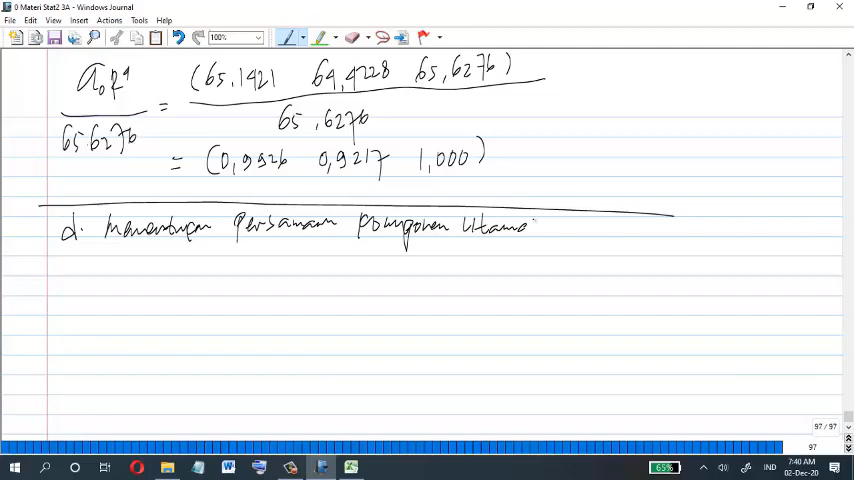 0 Materi Stat2 3A - Windows Journal
File Edit View Insert Actions Tools Help
100%
a₀R⁴ = (65,1421 64,4228 65,6276)
65.6276 65,6276
= (0,9926 0,9217 1,000)
d. Menentukan Persamaan Komponen Utama
97 / 97
97
65% IND 7:40 AM
02-Dec-20